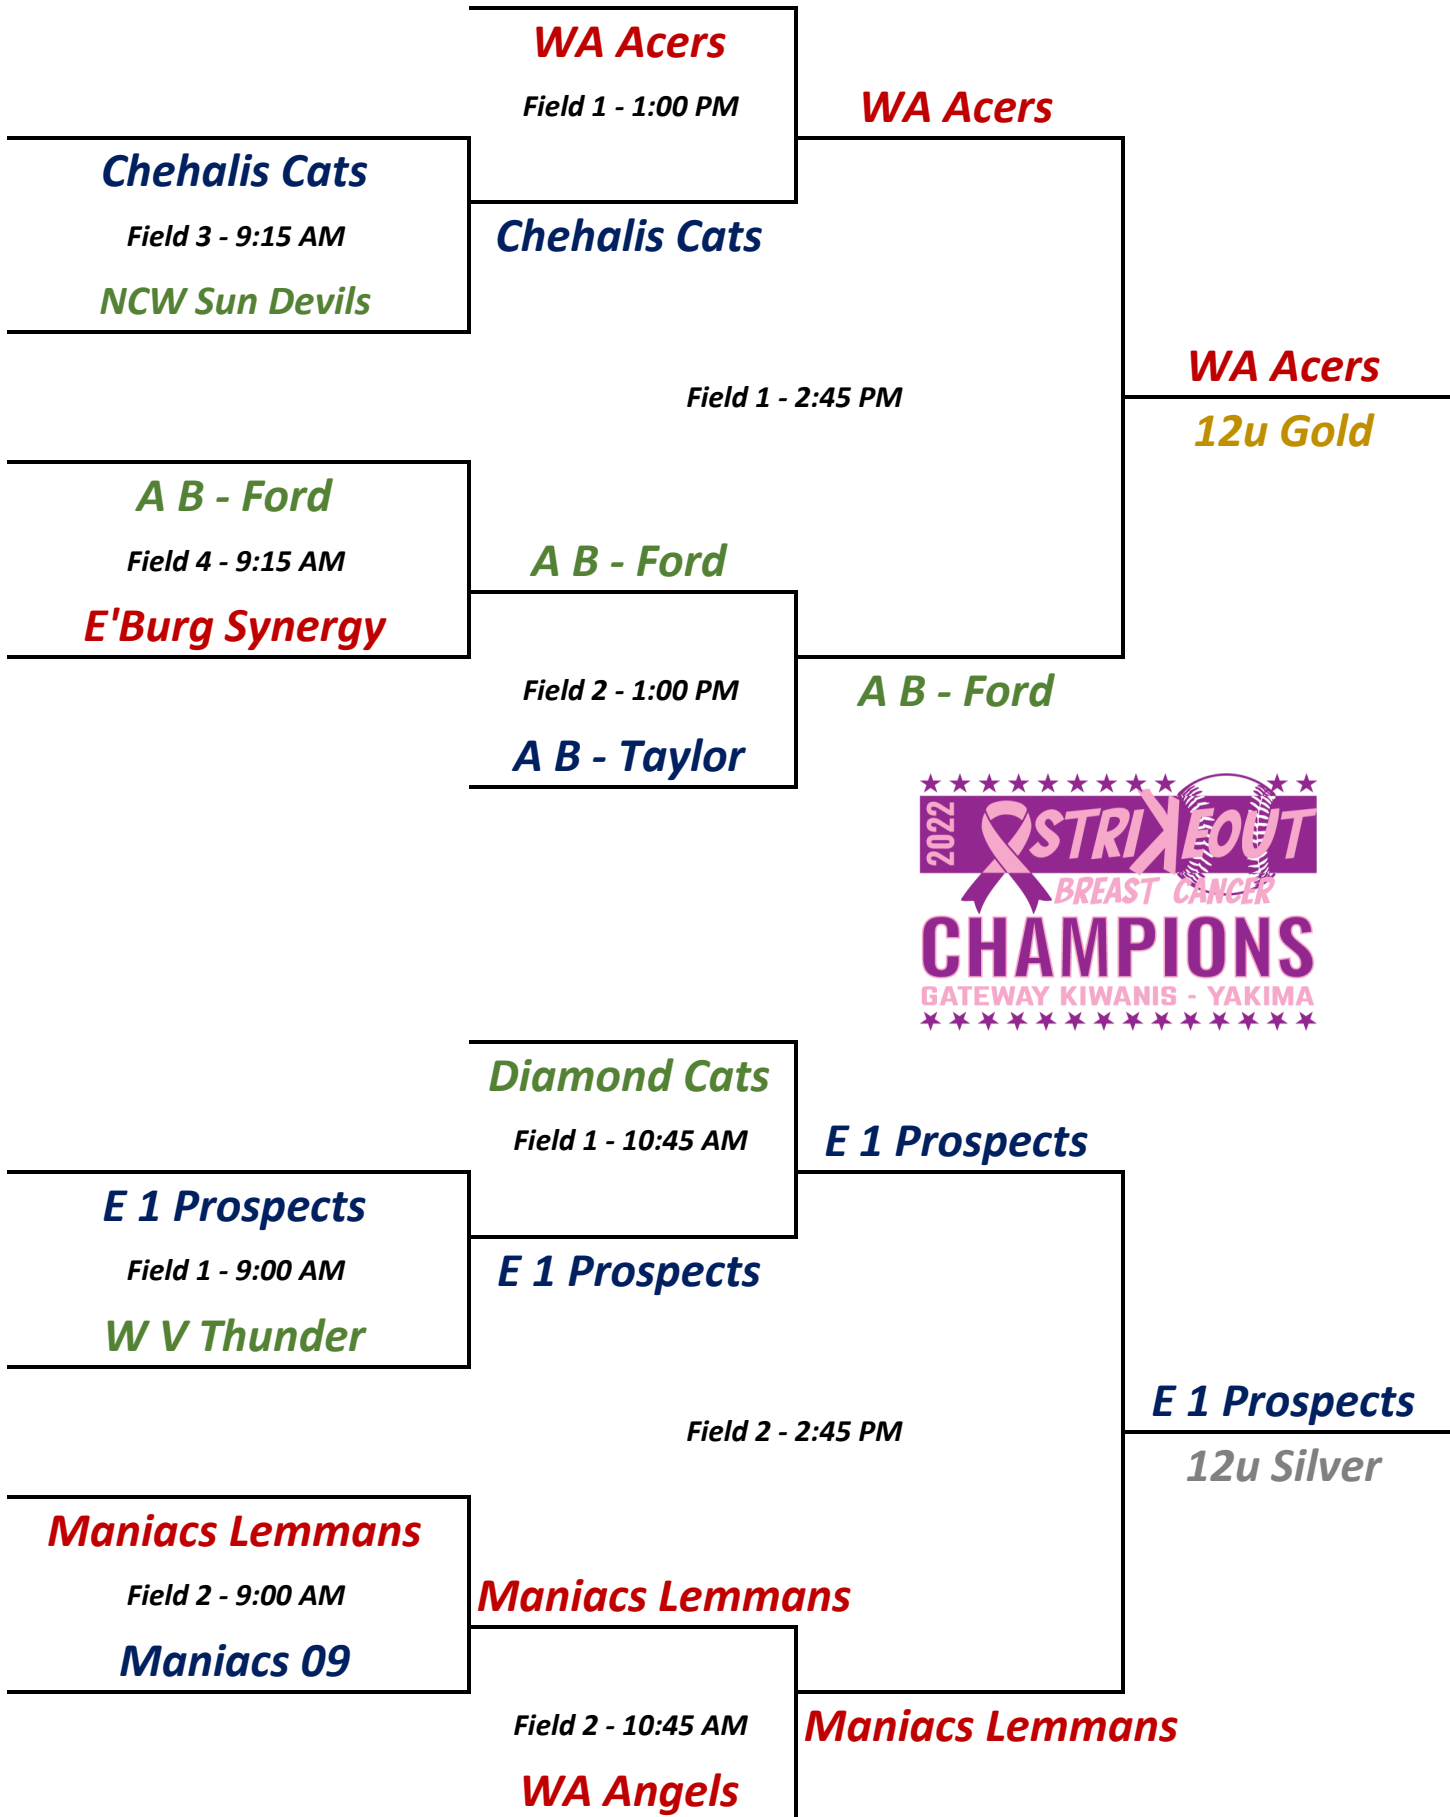 WA Acers
Field 1 - 1:00 PM
WA Acers
Chehalis Cats
Field 3 - 9:15 AM
Chehalis Cats
NCW Sun Devils
WA Acers
Field 1 - 2:45 PM
12u Gold
A B - Ford
Field 4 - 9:15 AM
A B - Ford
E'Burg Synergy
Field 2 - 1:00 PM
A B - Ford
A B - Taylor
2022
STRIKEOUT
BREAST CANCER
CHAMPIONS
GATEWAY KIWANIS - YAKIMA
Diamond Cats
Field 1 - 10:45 AM
E 1 Prospects
E 1 Prospects
Field 1 - 9:00 AM
E 1 Prospects
W V Thunder
E 1 Prospects
Field 2 - 2:45 PM
12u Silver
Maniacs Lemmans
Field 2 - 9:00 AM
Maniacs Lemmans
Maniacs 09
Field 2 - 10:45 AM
Maniacs Lemmans
WA Angels